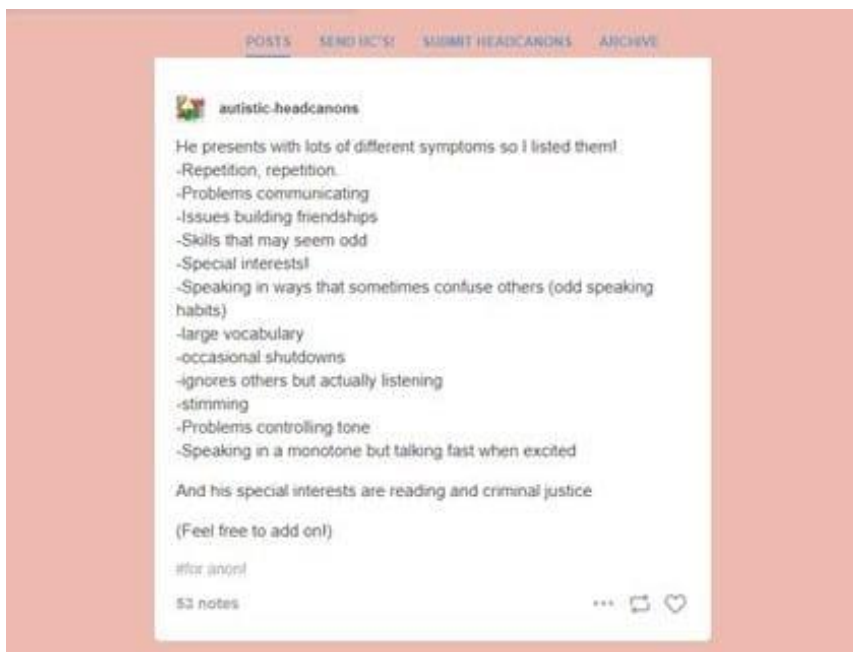 POSTS SEND HC'S! SUBMIT HEADCANONS ARCHIVE
autistic-headcanons
He presents with lots of different symptoms so I listed them!
-Repetition, repetition.
-Problems communicating
-Issues building friendships
-Skills that may seem odd
-Special interests!
-Speaking in ways that sometimes confuse others (odd speaking
habits)
-large vocabulary
-occasional shutdowns
-ignores others but actually listening
-stimming
-Problems controlling tone
-Speaking in a monotone but talking fast when excited
And his special interests are reading and criminal justice
(Feel free to add on!)
#for anon!
53 notes